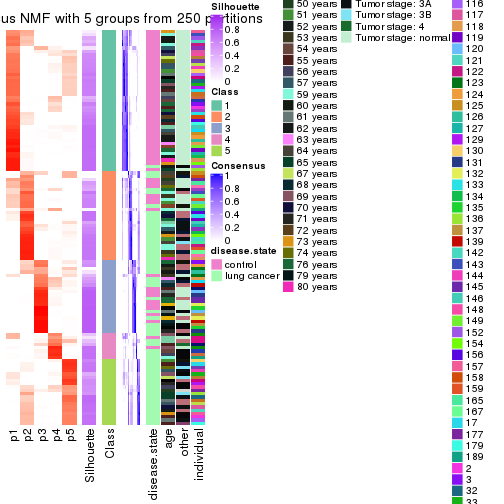 us NMF with 5 groups from 250 partitions
p1
p2
p3
p4
p5
Silhouette
Class
disease.state
age
other
individual
Silhouette
0.8
0.6
0.4
0.2
0
Class
1
2
3
4
5
Consensus
1
0.8
0.6
0.4
0.2
0
disease.state
control
lung cancer
50 years
51 years
52 years
53 years
54 years
55 years
56 years
57 years
59 years
60 years
61 years
62 years
63 years
64 years
65 years
67 years
68 years
69 years
70 years
71 years
72 years
73 years
74 years
76 years
79 years
80 years
Tumor stage: 3A
Tumor stage: 3B
Tumor stage: 4
Tumor stage: normal
116
117
118
119
120
121
122
123
124
125
126
127
129
130
131
132
133
134
135
136
137
139
142
143
144
145
146
148
149
152
154
156
157
158
159
165
167
17
177
179
189
2
3
32
33